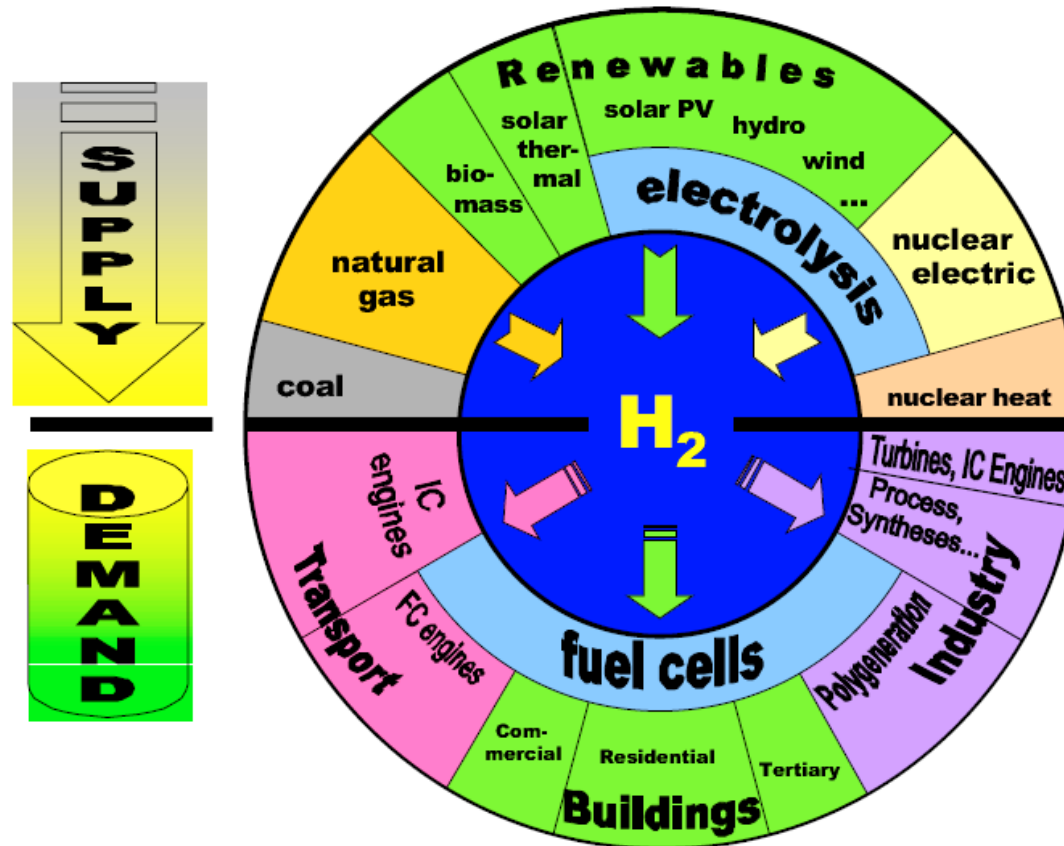 SUPPLY
DEMAND
Renewables
solar PV
hydro
wind
...
solar
ther-
mal
bio-
mass
natural
gas
coal
electrolysis
nuclear
electric
nuclear heat
H₂
IC
engines
Transport
FC engines
fuel cells
Com-
mercial
Residential
Tertiary
Buildings
Polygeneration
Industry
Process,
Syntheses...
Turbines, IC Engines